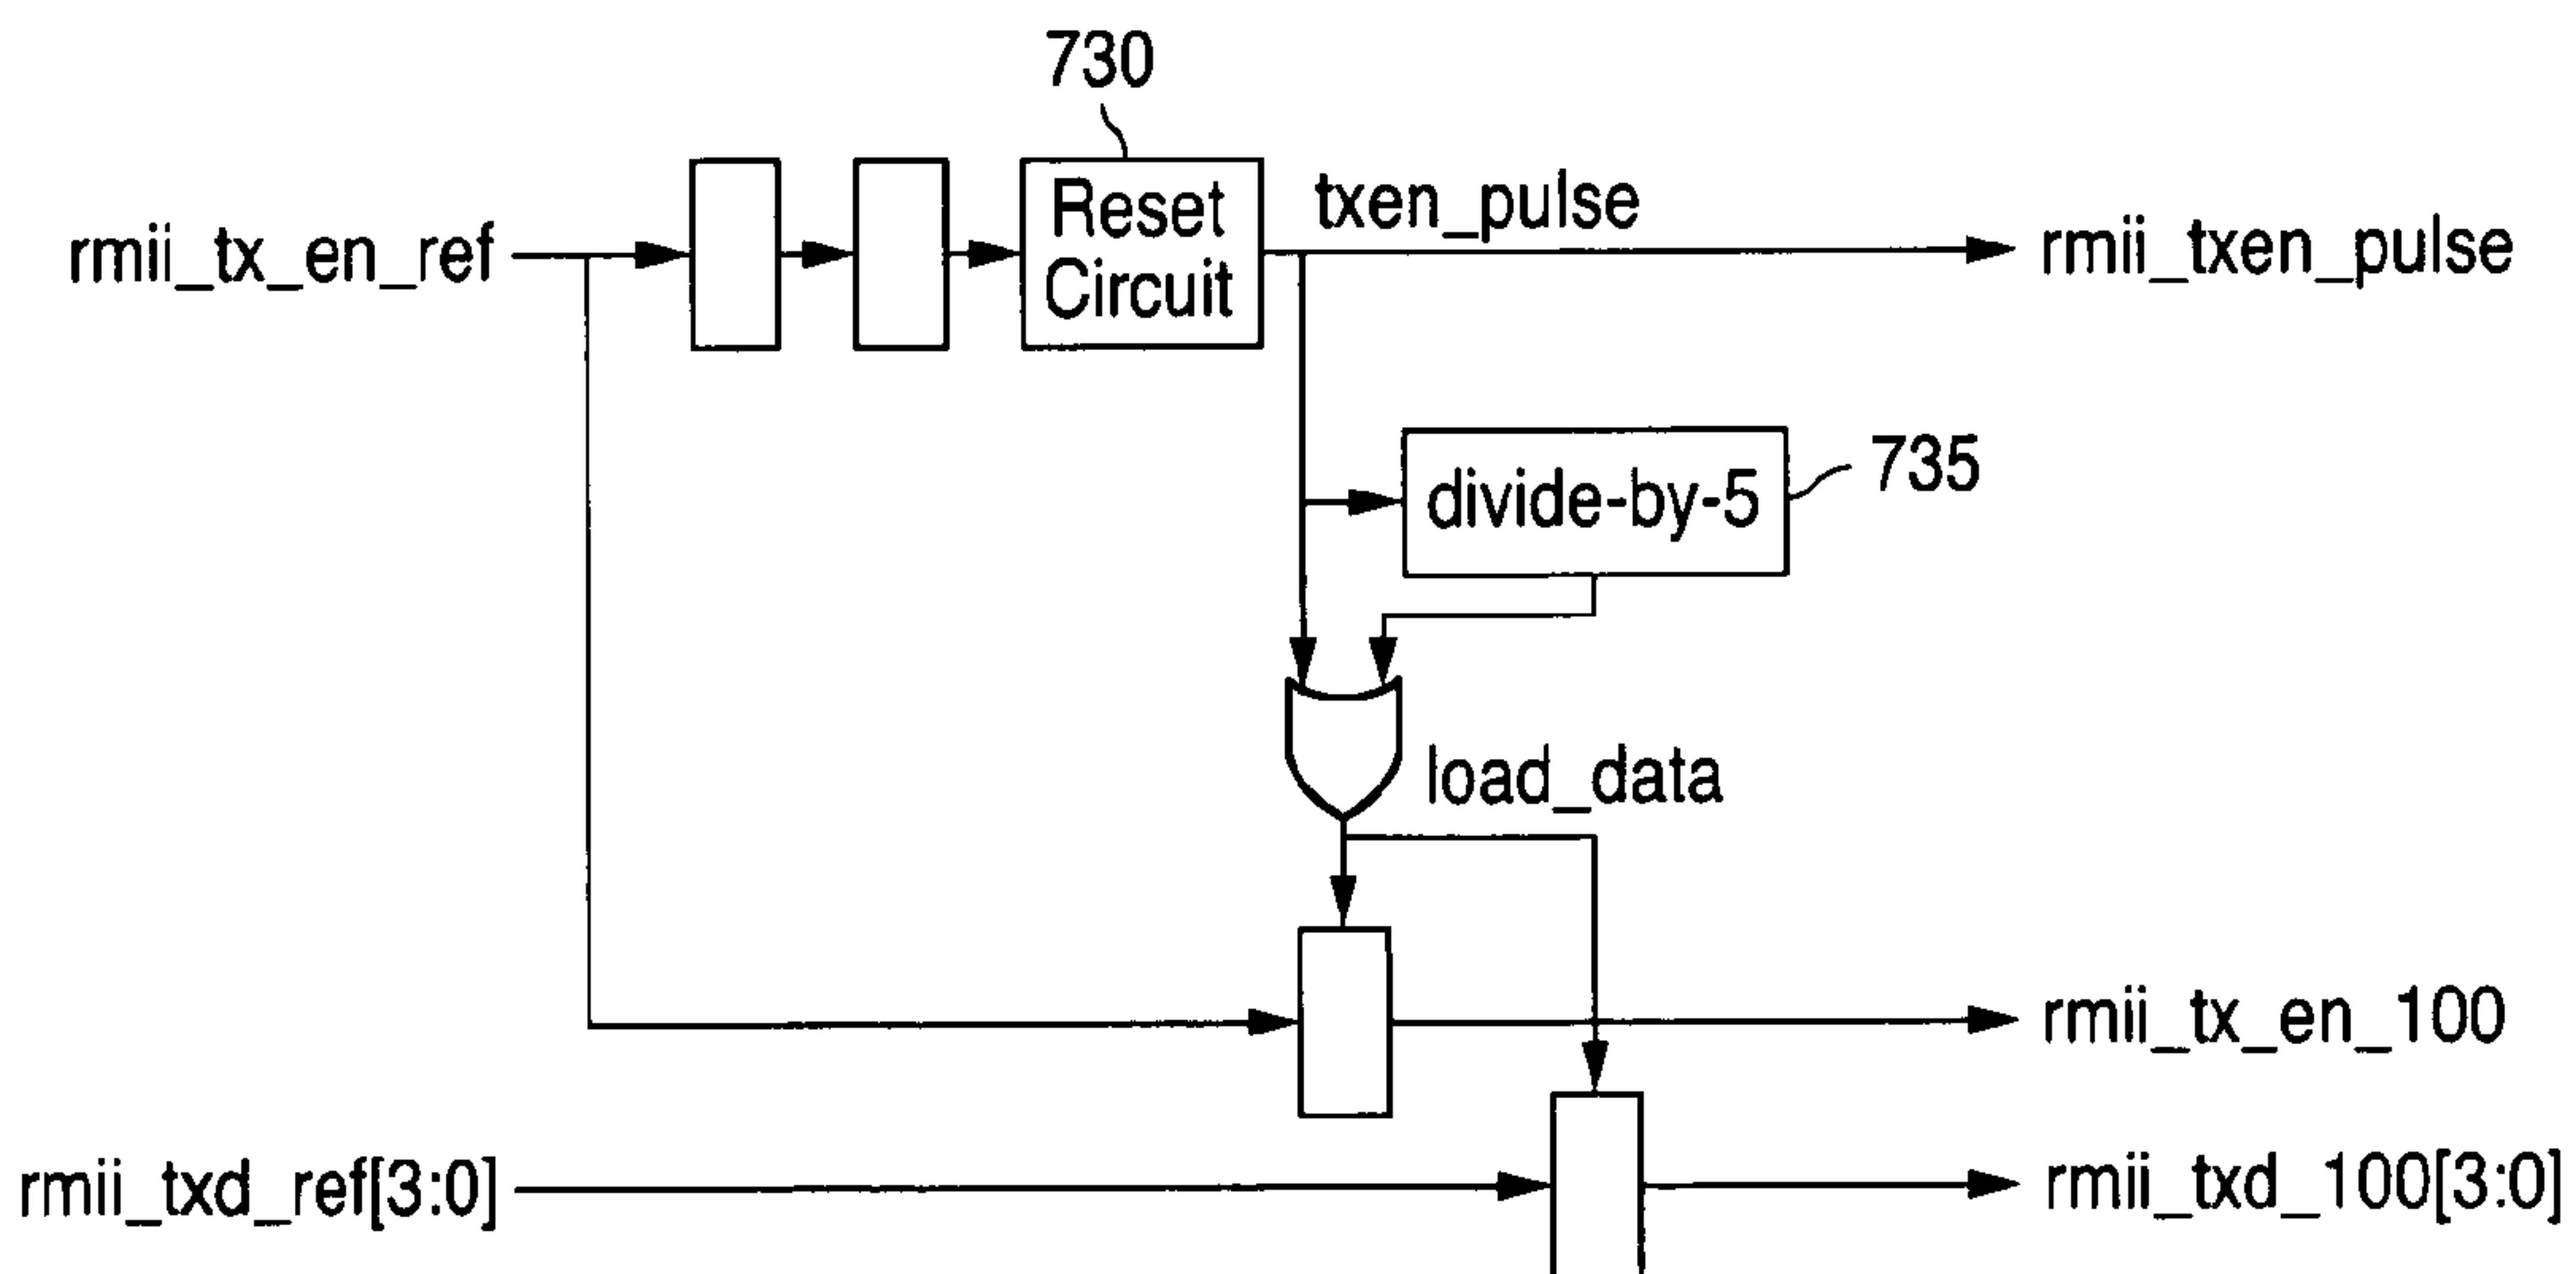 730
rmii_tx_en_ref
Reset
Circuit
txen_pulse
rmii_txen_pulse
divide-by-5
735
load_data
rmii_tx_en_100
rmii_txd_ref[3:0]
rmii_txd_100[3:0]